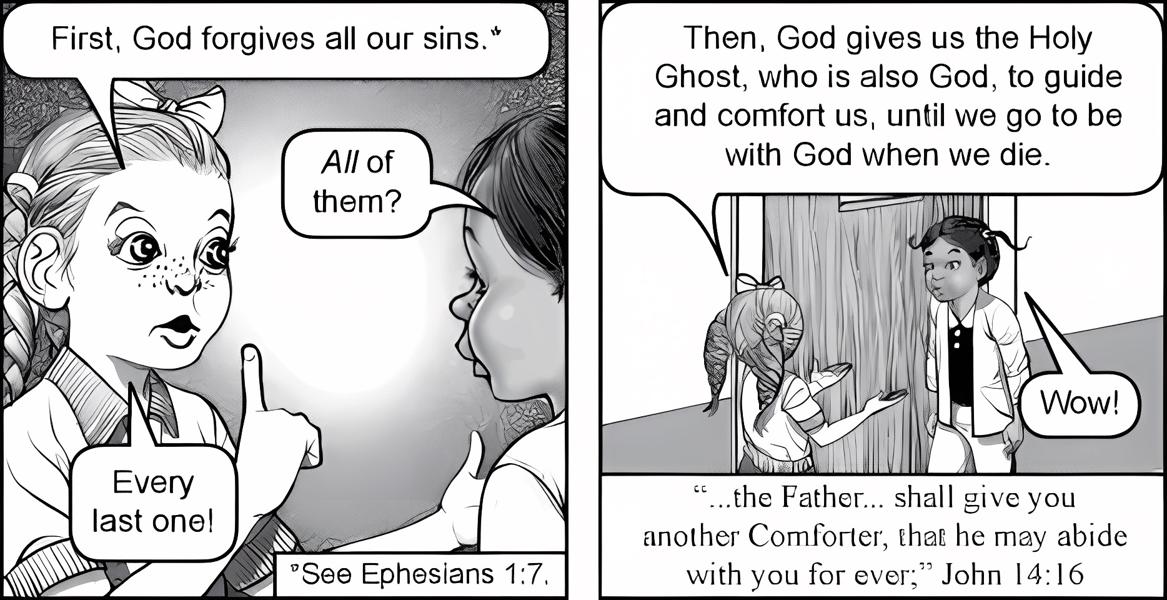 First, God forgives all our sins.*
All of
them?
Every
last one!
*See Ephesians 1:7.
Then, God gives us the Holy
Ghost, who is also God, to guide
and comfort us, until we go to be
with God when we die.
Wow!
“...the Father... shall give you
another Comforter, that he may abide
with you for ever;” John 14:16